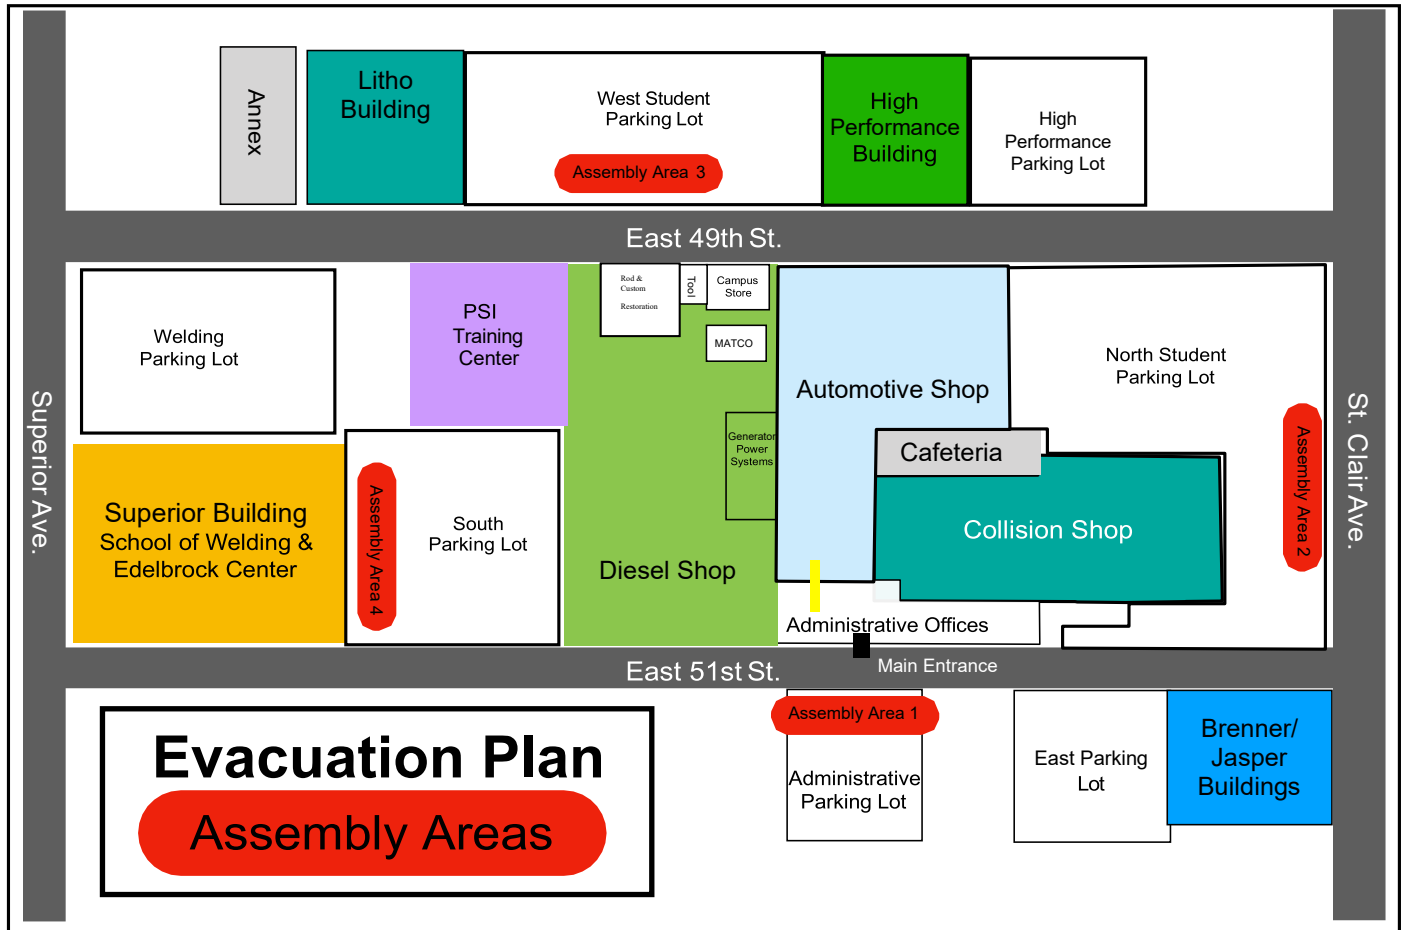 Annex
Litho
Building
West Student
Parking Lot
Assembly Area 3
High
Performance
Building
High
Performance
Parking Lot
East 49th St.
Superior Ave.
St. Clair Ave.
Welding
Parking Lot
PSI
Training
Center
Rod &
Custom
Restoration
Tool
Campus
Store
MATCO
Automotive Shop
North Student
Parking Lot
Assembly Area 2
Generator
Power
Systems
Cafeteria
Collision Shop
Superior Building
School of Welding &
Edelbrock Center
Assembly Area 4
South
Parking Lot
Diesel Shop
Administrative Offices
East 51st St.
Main Entrance
Assembly Area 1
Administrative
Parking Lot
East Parking
Lot
Brenner/
Jasper
Buildings
Evacuation Plan
Assembly Areas